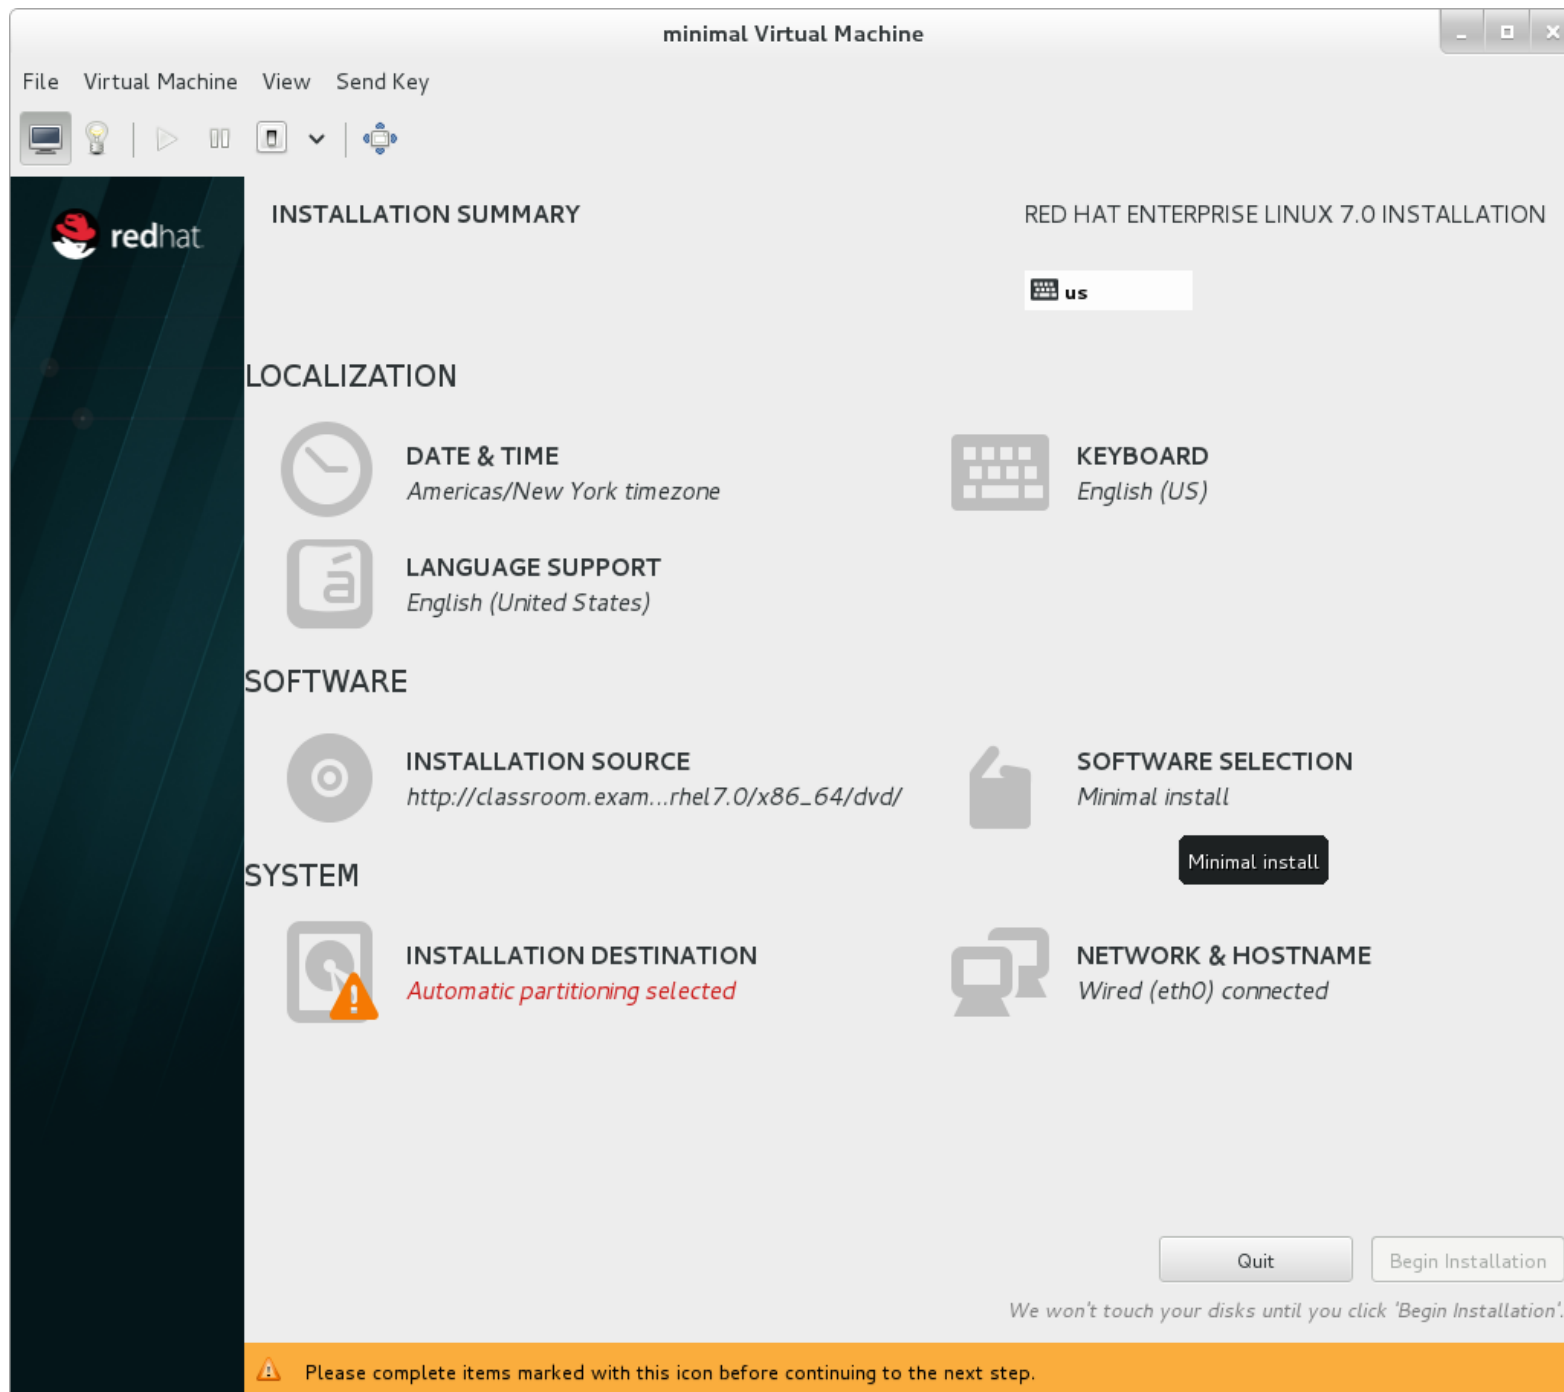 minimal Virtual Machine
File Virtual Machine View Send Key
redhat.
INSTALLATION SUMMARY
RED HAT ENTERPRISE LINUX 7.0 INSTALLATION
us
LOCALIZATION
DATE & TIME
Americas/New York timezone
KEYBOARD
English (US)
á
LANGUAGE SUPPORT
English (United States)
SOFTWARE
INSTALLATION SOURCE
http://classroom.exam...rhel7.0/x86_64/dvd/
SOFTWARE SELECTION
Minimal install
Minimal install
SYSTEM
INSTALLATION DESTINATION
Automatic partitioning selected
NETWORK & HOSTNAME
Wired (eth0) connected
Quit
Begin Installation
We won't touch your disks until you click 'Begin Installation'.
Please complete items marked with this icon before continuing to the next step.